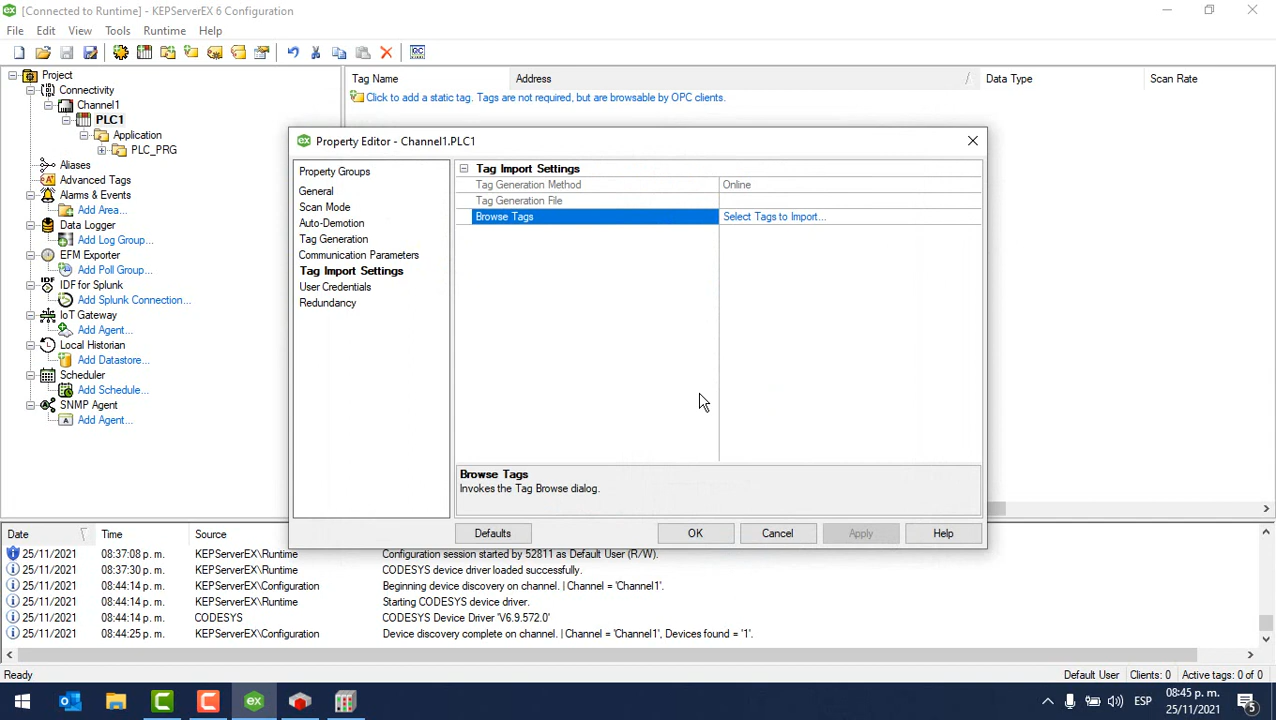 [Connected to Runtime] - KEPServerEX 6 Configuration
File Edit View Tools Runtime Help
Project
Connectivity
Channel1
PLC1
Application
PLC_PRG
Aliases
Advanced Tags
Alarms & Events
Add Area...
Data Logger
Add Log Group...
EFM Exporter
Add Poll Group...
IDF for Splunk
Add Splunk Connection...
IoT Gateway
Add Agent...
Local Historian
Add Datastore...
Scheduler
Add Schedule...
SNMP Agent
Add Agent...
Tag Name Address Data Type Scan Rate
Click to add a static tag. Tags are not required, but are browsable by OPC clients.
Property Editor - Channel1.PLC1
Property Groups
General
Scan Mode
Auto-Demotion
Tag Generation
Communication Parameters
Tag Import Settings
User Credentials
Redundancy
Tag Import Settings
Tag Generation Method Online
Tag Generation File
Browse Tags Select Tags to Import...
Browse Tags
Invokes the Tag Browse dialog.
Defaults OK Cancel Apply Help
Date Time Source
25/11/2021 08:37:08 p. m. KEPServerEX\Runtime Configuration session started by 52811 as Default User (R/W).
25/11/2021 08:37:30 p. m. KEPServerEX\Runtime CODESYS device driver loaded successfully.
25/11/2021 08:44:14 p. m. KEPServerEX\Configuration Beginning device discovery on channel. | Channel = 'Channel1'.
25/11/2021 08:44:14 p. m. KEPServerEX\Runtime Starting CODESYS device driver.
25/11/2021 08:44:14 p. m. CODESYS CODESYS Device Driver 'V6.9.572.0'
25/11/2021 08:44:25 p. m. KEPServerEX\Configuration Device discovery complete on channel. | Channel = 'Channel1', Devices found = '1'.
Ready Default User Clients: 0 Active tags: 0 of 0
ESP 08:45 p. m.
25/11/2021
5